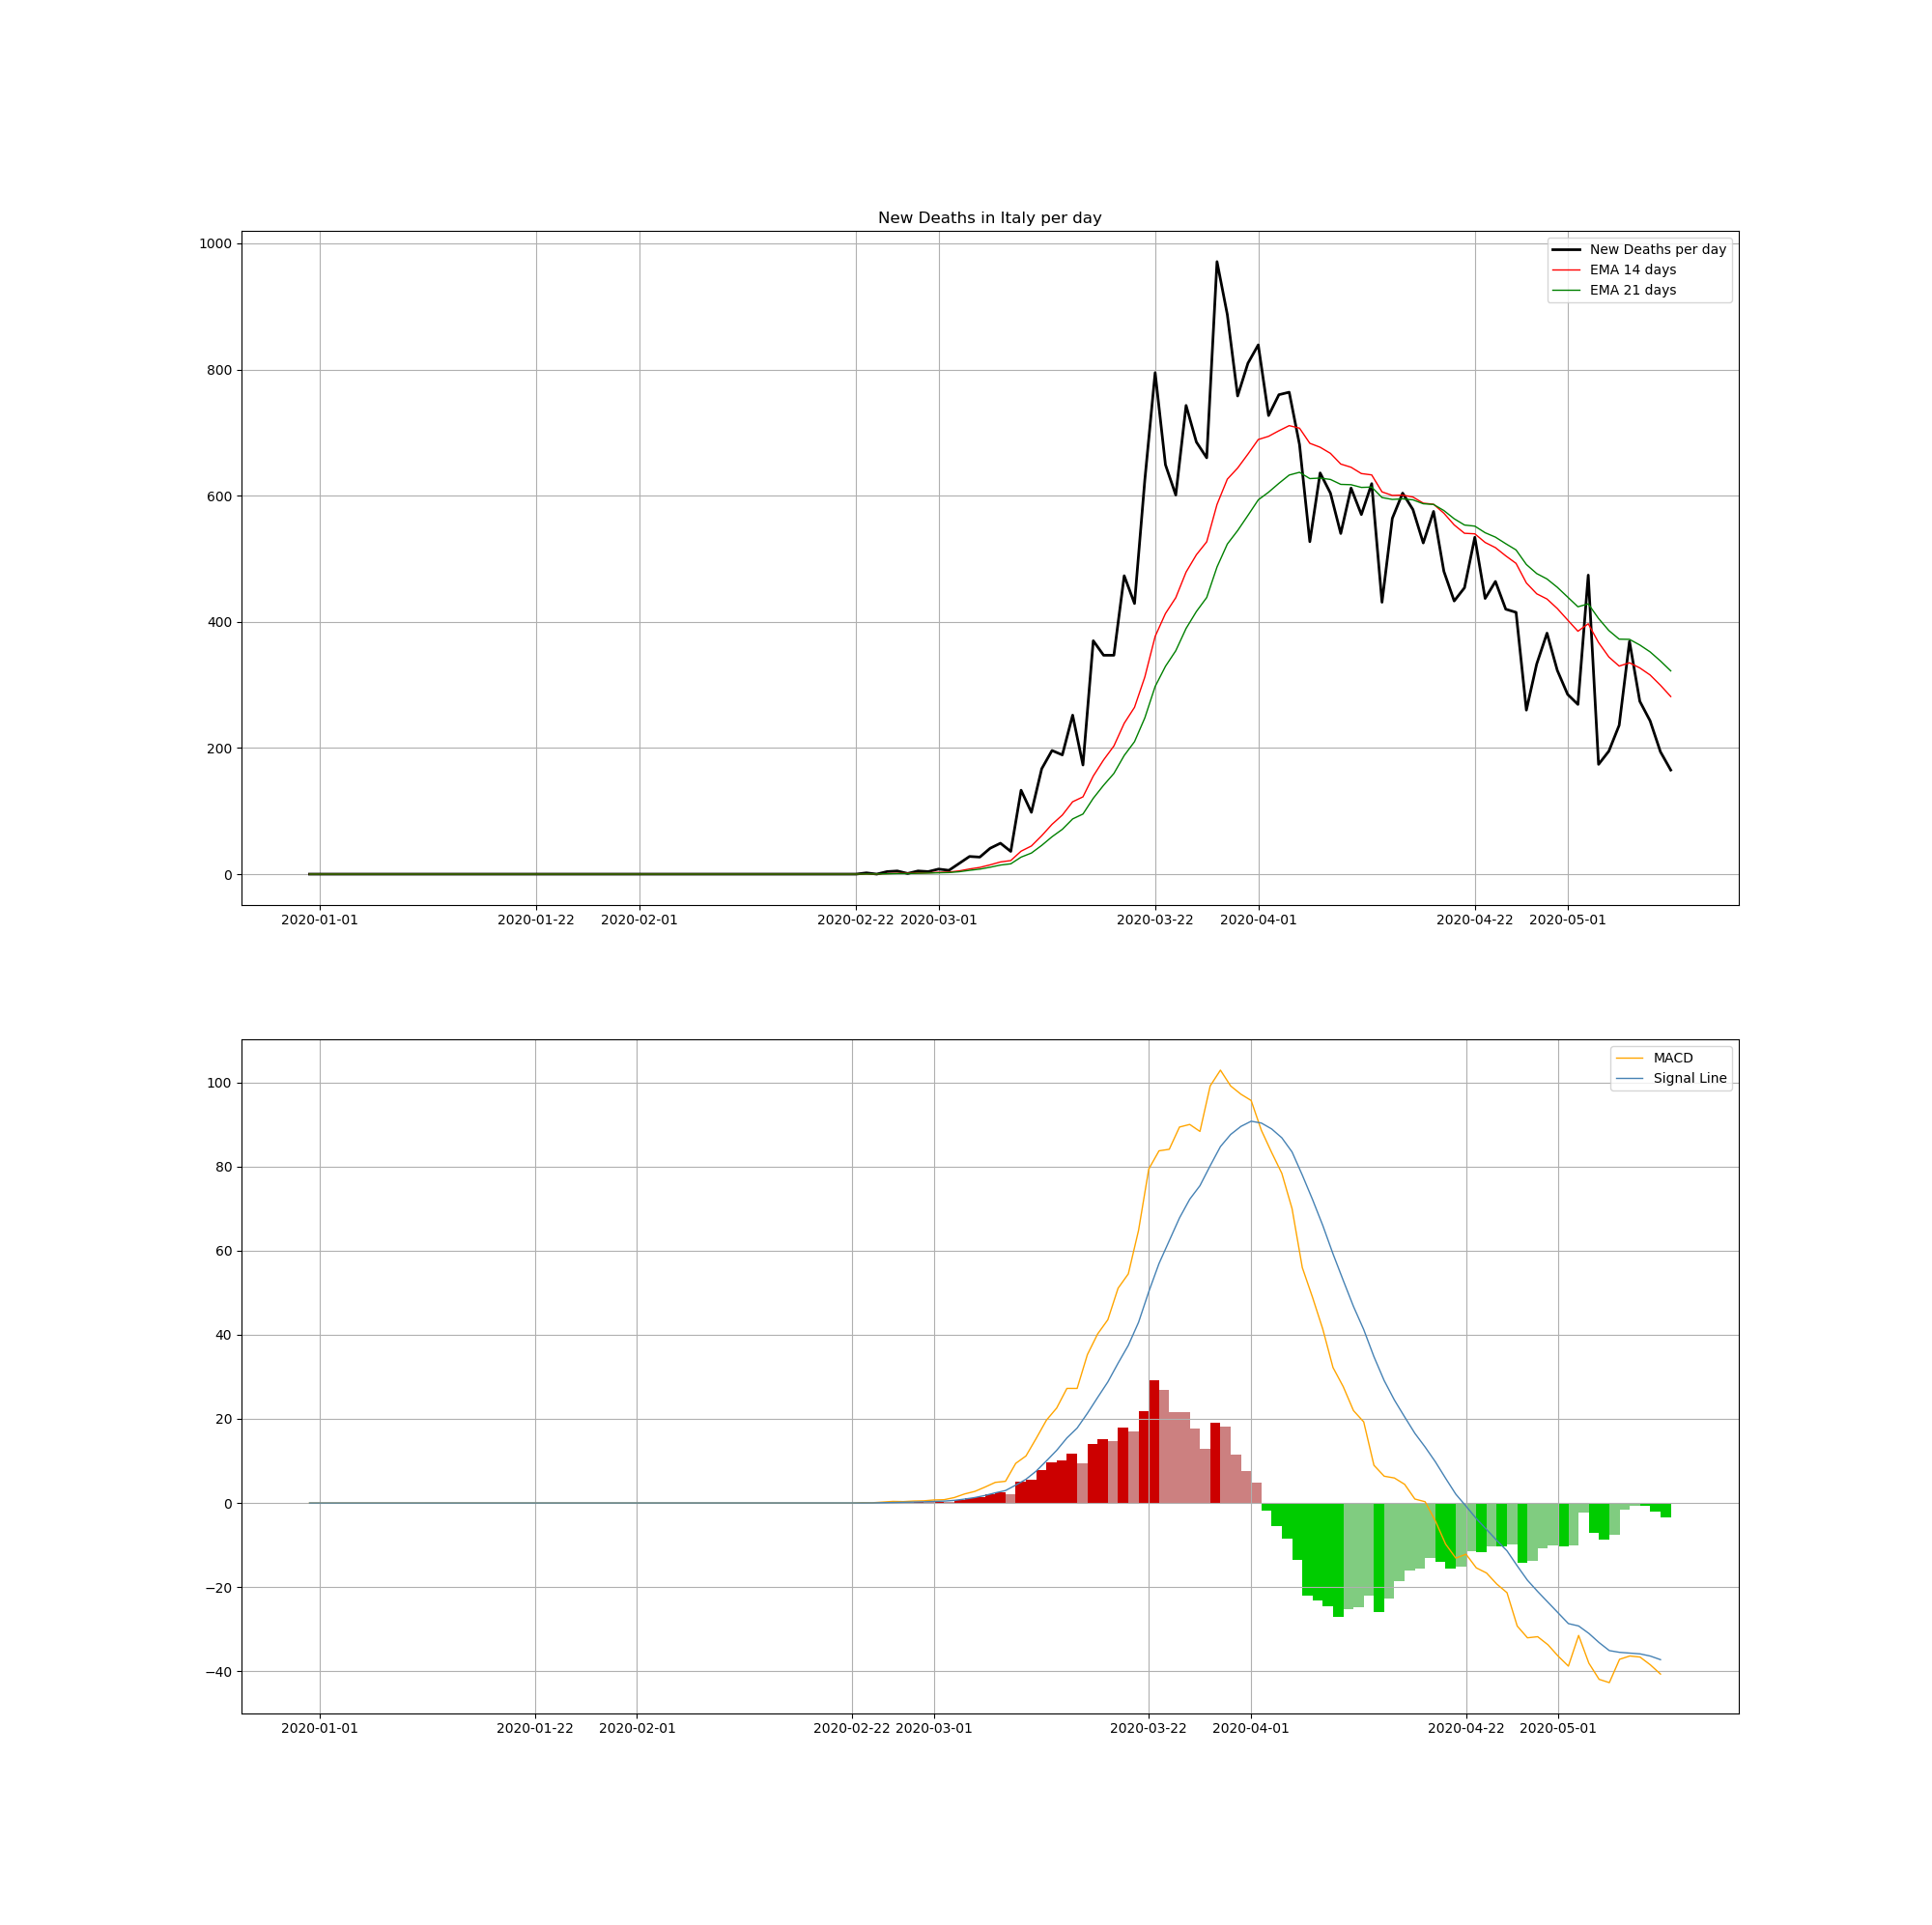 New Deaths in Italy per day
1000
800
600
400
200
0
New Deaths per day
EMA 14 days
EMA 21 days
2020-01-01 2020-01-22 2020-02-01 2020-02-22 2020-03-01 2020-03-22 2020-04-01 2020-04-22 2020-05-01
100
80
60
40
20
0
−20
−40
MACD
Signal Line
2020-01-01 2020-01-22 2020-02-01 2020-02-22 2020-03-01 2020-03-22 2020-04-01 2020-04-22 2020-05-01